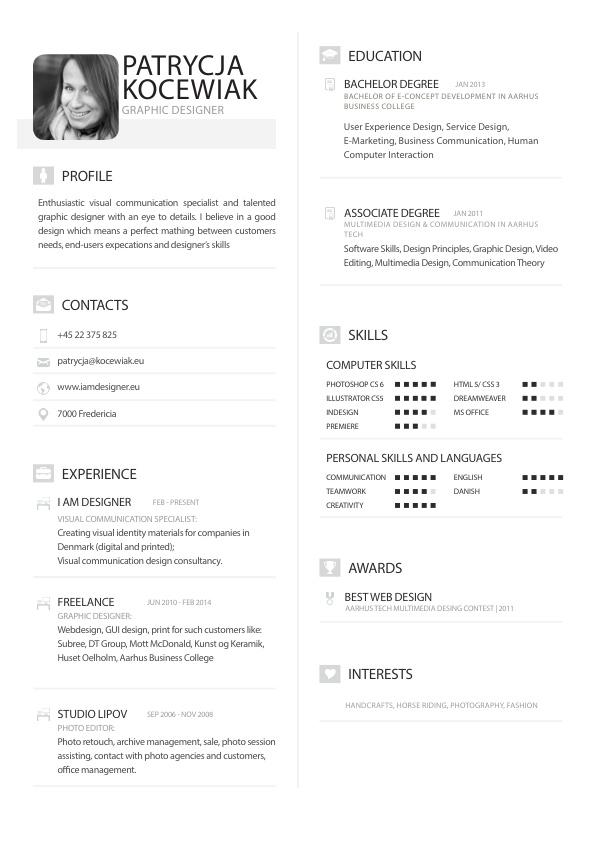 PATRYCJA
KOCEWIAK
GRAPHIC DESIGNER
PROFILE
Enthusiastic visual communication specialist and talented
graphic designer with an eye to details. I believe in a good
design which means a perfect mathing between customers
needs, end-users expecations and designer's skills
CONTACTS
+45 22 375 825
patrycja@kocewiak.eu
www.iamdesigner.eu
7000 Fredericia
EXPERIENCE
I AM DESIGNER FEB - PRESENT
VISUAL COMMUNICATION SPECIALIST:
Creating visual identity materials for companies in
Denmark (digital and printed);
Visual communication design consultancy.
FREELANCE JUN 2010 - FEB 2014
GRAPHIC DESIGNER:
Webdesign, GUI design, print for such customers like:
Subree, DT Group, Mott McDonald, Kunst og Keramik,
Huset Oelholm, Aarhus Business College
STUDIO LIPOV SEP 2006 - NOV 2008
PHOTO EDITOR:
Photo retouch, archive management, sale, photo session
assisting, contact with photo agencies and customers,
office management.
EDUCATION
BACHELOR DEGREE JAN 2013
BACHELOR OF E-CONCEPT DEVELOPMENT IN AARHUS
BUSINESS COLLEGE
User Experience Design, Service Design,
E-Marketing, Business Communication, Human
Computer Interaction
ASSOCIATE DEGREE JAN 2011
MULTIMEDIA DESIGN & COMMUNICATION IN AARHUS
TECH
Software Skills, Design Principles, Graphic Design, Video
Editing, Multimedia Design, Communication Theory
SKILLS
COMPUTER SKILLS
PHOTOSHOP CS 6 HTML 5/ CSS 3
ILLUSTRATOR CS5 DREAMWEAVER
INDESIGN MS OFFICE
PREMIERE
PERSONAL SKILLS AND LANGUAGES
COMMUNICATION ENGLISH
TEAMWORK DANISH
CREATIVITY
AWARDS
BEST WEB DESIGN
AARHUS TECH MULTIMEDIA DESING CONTEST | 2011
INTERESTS
HANDCRAFTS, HORSE RIDING, PHOTOGRAPHY, FASHION